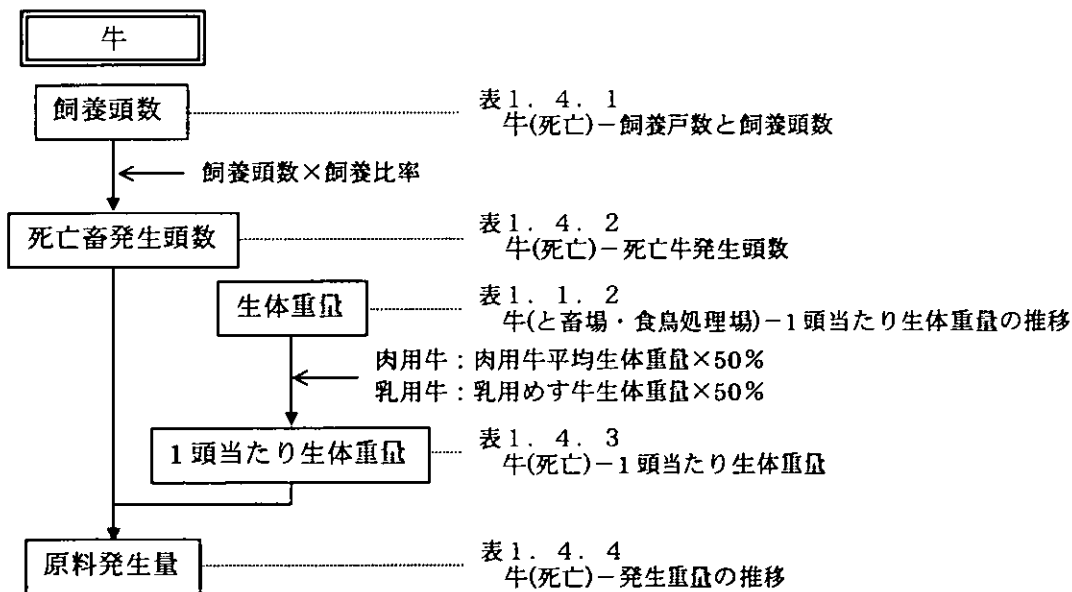 牛
飼養頭数
表1．4．1
牛(死亡)－飼養戸数と飼養頭数
飼養頭数×飼養比率
死亡畜発生頭数
表1．4．2
牛(死亡)－死亡牛発生頭数
生体重量
表1．1．2
牛(と畜場・食鳥処理場)－1頭当たり生体重量の推移
肉用牛：肉用牛平均生体重量×50%
乳用牛：乳用めす牛生体重量×50%
1頭当たり生体重量
表1．4．3
牛(死亡)－1頭当たり生体重量
原料発生量
表1．4．4
牛(死亡)－発生重量の推移